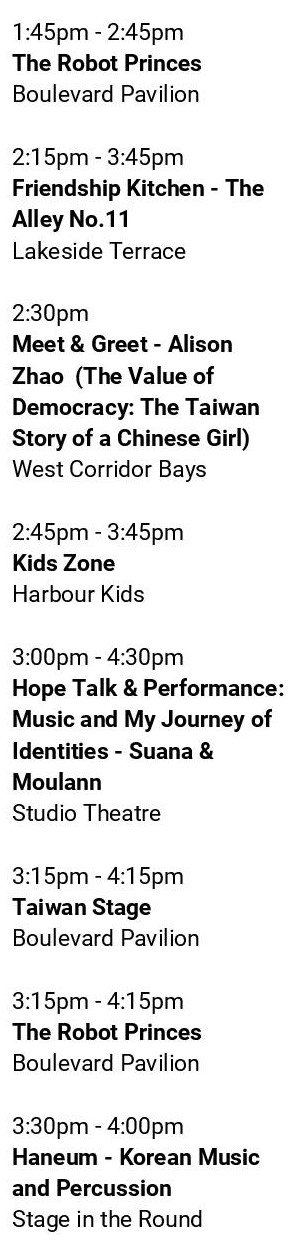 1:45pm - 2:45pm
The Robot Princes
Boulevard Pavilion
2:15pm - 3:45pm
Friendship Kitchen - The
Alley No.11
Lakeside Terrace
2:30pm
Meet & Greet - Alison
Zhao  (The Value of
Democracy: The Taiwan
Story of a Chinese Girl)
West Corridor Bays
2:45pm - 3:45pm
Kids Zone
Harbour Kids
3:00pm - 4:30pm
Hope Talk & Performance:
Music and My Journey of
Identities - Suana &
Moulann
Studio Theatre
3:15pm - 4:15pm
Taiwan Stage
Boulevard Pavilion
3:15pm - 4:15pm
The Robot Princes
Boulevard Pavilion
3:30pm - 4:00pm
Haneum - Korean Music
and Percussion
Stage in the Round